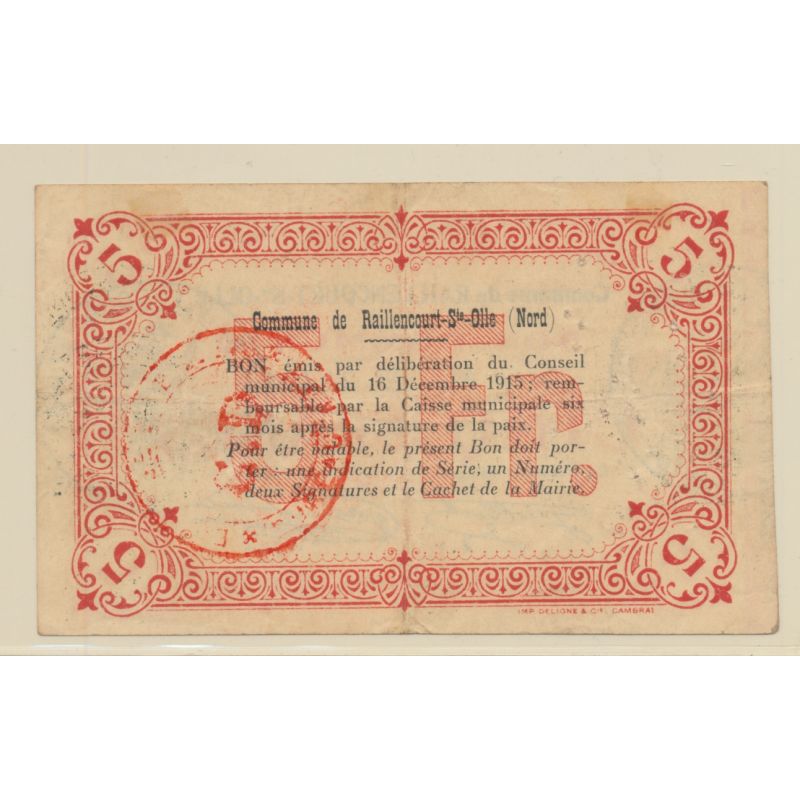 5 5
Commune de Raillencourt-Ste-Olle (Nord)
5 Fc.
BON émis par délibération du Conseil
municipal du 16 Décembre 1915; rem-
boursable par la Caisse municipale six
mois après la signature de la paix.
Pour être valable, le présent Bon doit por-
ter : une indication de Série, un Numéro,
deux Signatures et le Cachet de la Mairie.
5 5
IMP. DELIGNE & Cie, CAMBRAI